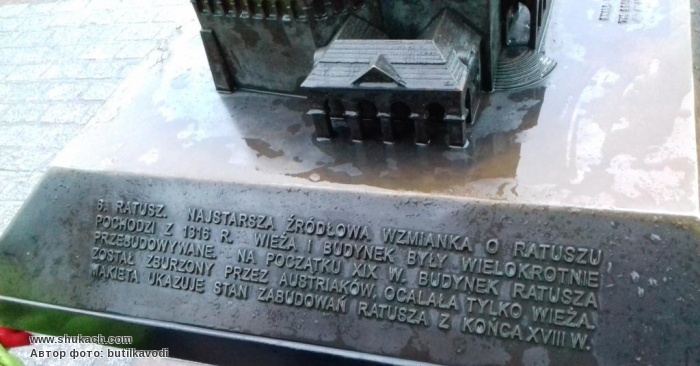 6. RATUSZ. NAJSTARSZA ŹRÓDŁOWA WZMIANKA O RATUSZU
POCHODZI Z 1316 R. WIEŻA I BUDYNEK BYŁY WIELOKROTNIE
PRZEBUDOWYWANE. NA POCZĄTKU XIX W. BUDYNEK RATUSZA
ZOSTAŁ ZBURZONY PRZEZ AUSTRIAKÓW. OCALAŁA TYLKO WIEŻA.
MAKIETA UKAZUJE STAN ZABUDOWAŃ RATUSZA Z KOŃCA XVIII W.
www.shukach.com
Автор фото: butilkavodi